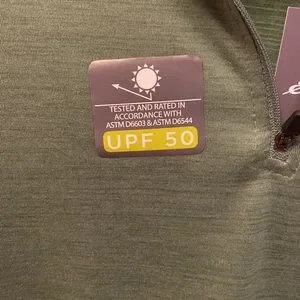 TESTED AND RATED IN
ACCORDANCE WITH
ASTM D6603 & ASTM D6544
UPF 50